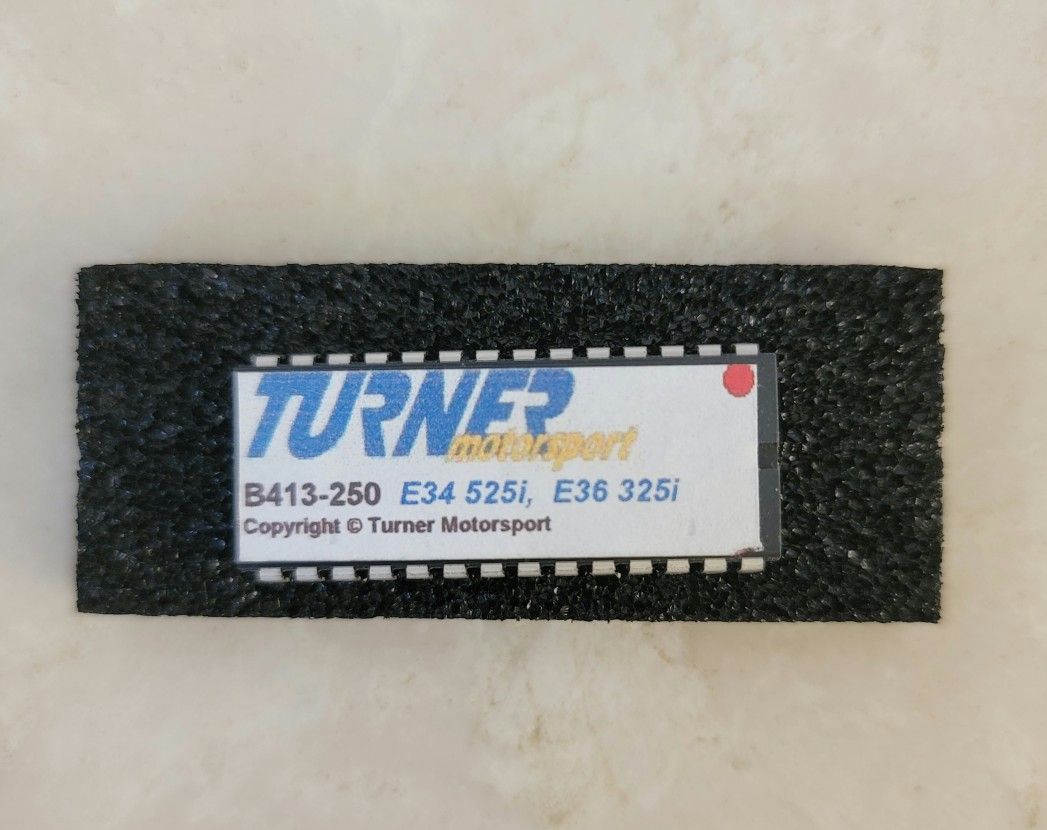 TURNER
motorsport
B413-250 E34 525i, E36 325i
Copyright © Turner Motorsport